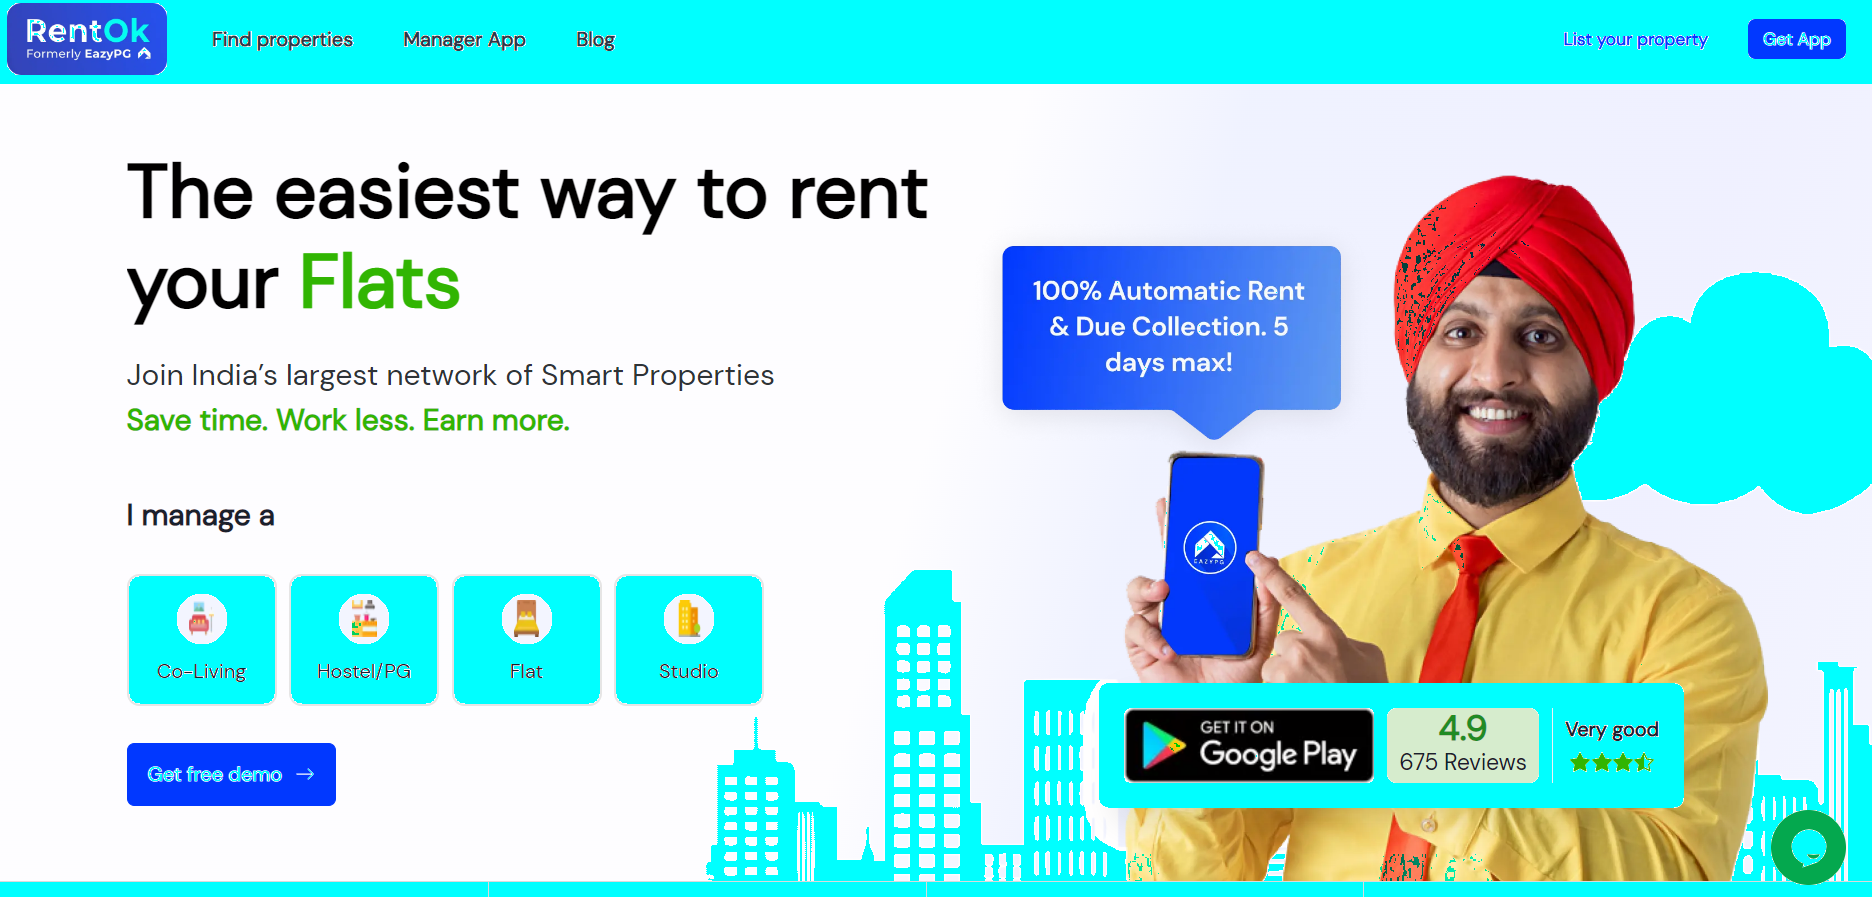 RentOk
Formerly EazyPG
Find properties
Manager App
Blog
List your property
Get App
The easiest way to rent
your Flats
Join India’s largest network of Smart Properties
Save time. Work less. Earn more.
I manage a
Co-Living
Hostel/PG
Flat
Studio
Get free demo →
100% Automatic Rent
& Due Collection. 5
days max!
EAZYPG
GET IT ON
Google Play
4.9
675 Reviews
Very good